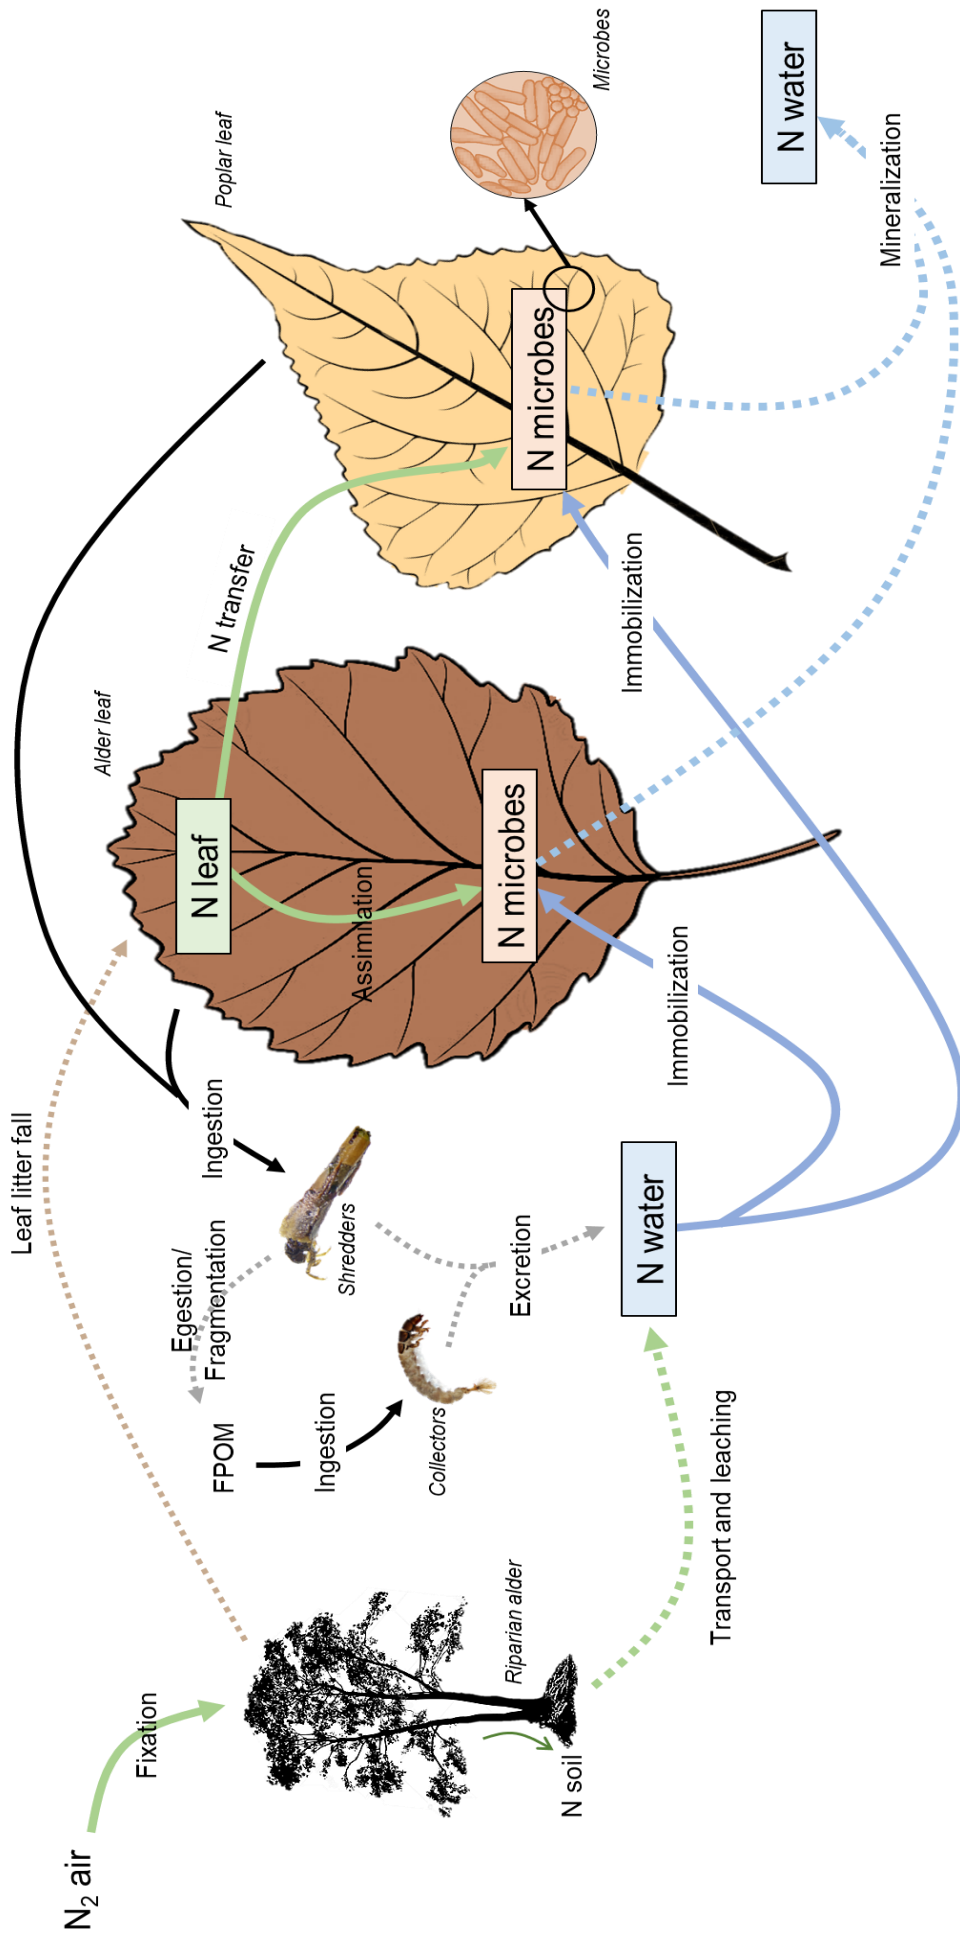 N2 air
Fixation
Leaf litter fall
Riparian alder
N soil
Transport and leaching
FPOM
Egestion/
Fragmentation
Ingestion
Collectors
Shredders
Ingestion
Excretion
N water
Alder leaf
N leaf
Assimilation
N microbes
Immobilization
N transfer
Poplar leaf
N microbes
Immobilization
Microbes
Mineralization
N water